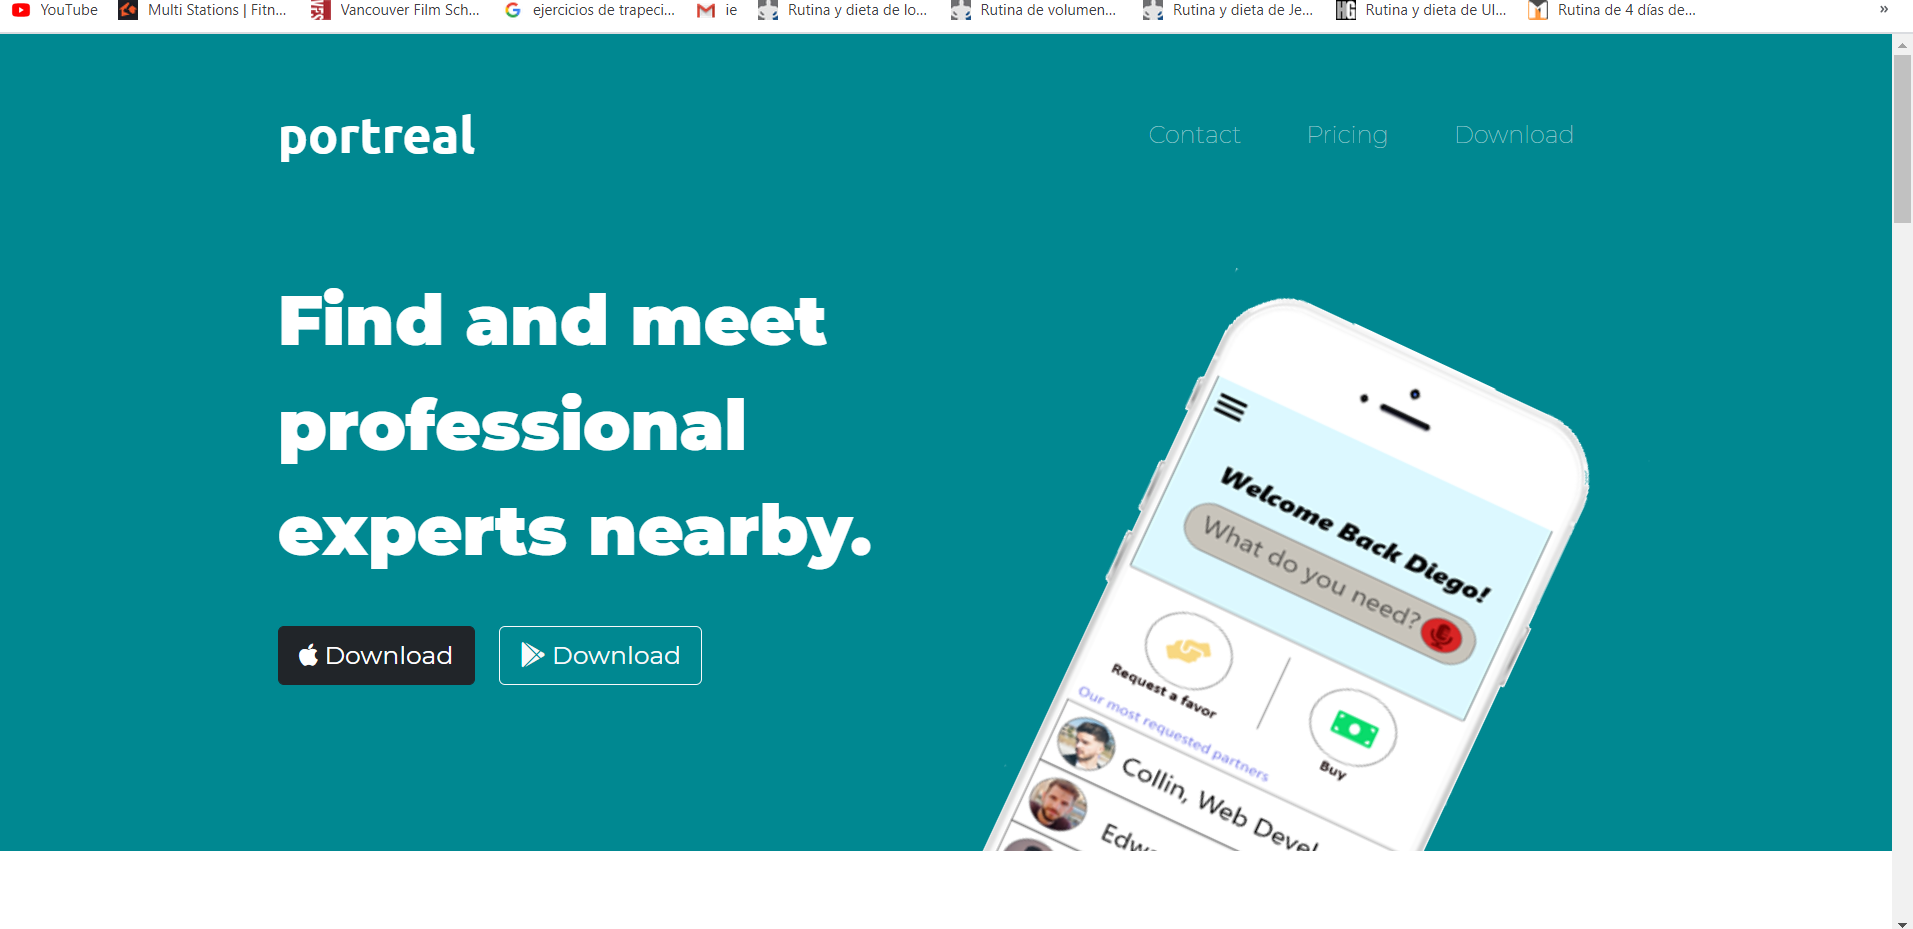 YouTube
Multi Stations | Fitn...
Vancouver Film Sch...
ejercicios de trapeci...
ie
Rutina y dieta de lo...
Rutina de volumen...
Rutina y dieta de Je...
Rutina y dieta de Ul...
Rutina de 4 días de...
»
portreal
Contact
Pricing
Download
Find and meet
professional
experts nearby.
Download
Download
Welcome Back Diego!
What do you need?
Request a favor
Buy
Our most requested partners
Collin, Web Devel
Edw